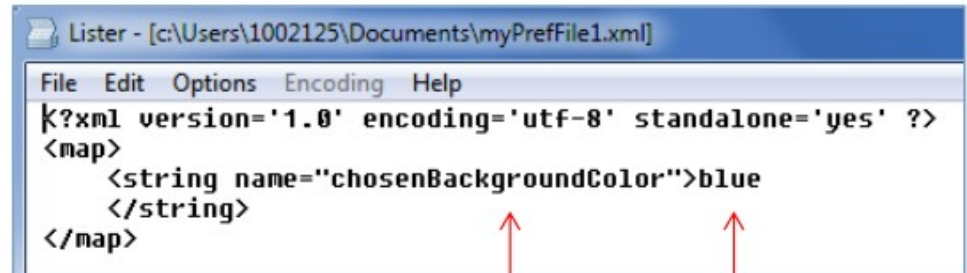 Lister - [c:\Users\1002125\Documents\myPrefFile1.xml]
File Edit Options Encoding Help
<?xml version='1.0' encoding='utf-8' standalone='yes' ?>
<map>
    <string name="chosenBackgroundColor">blue
    </string>
</map>